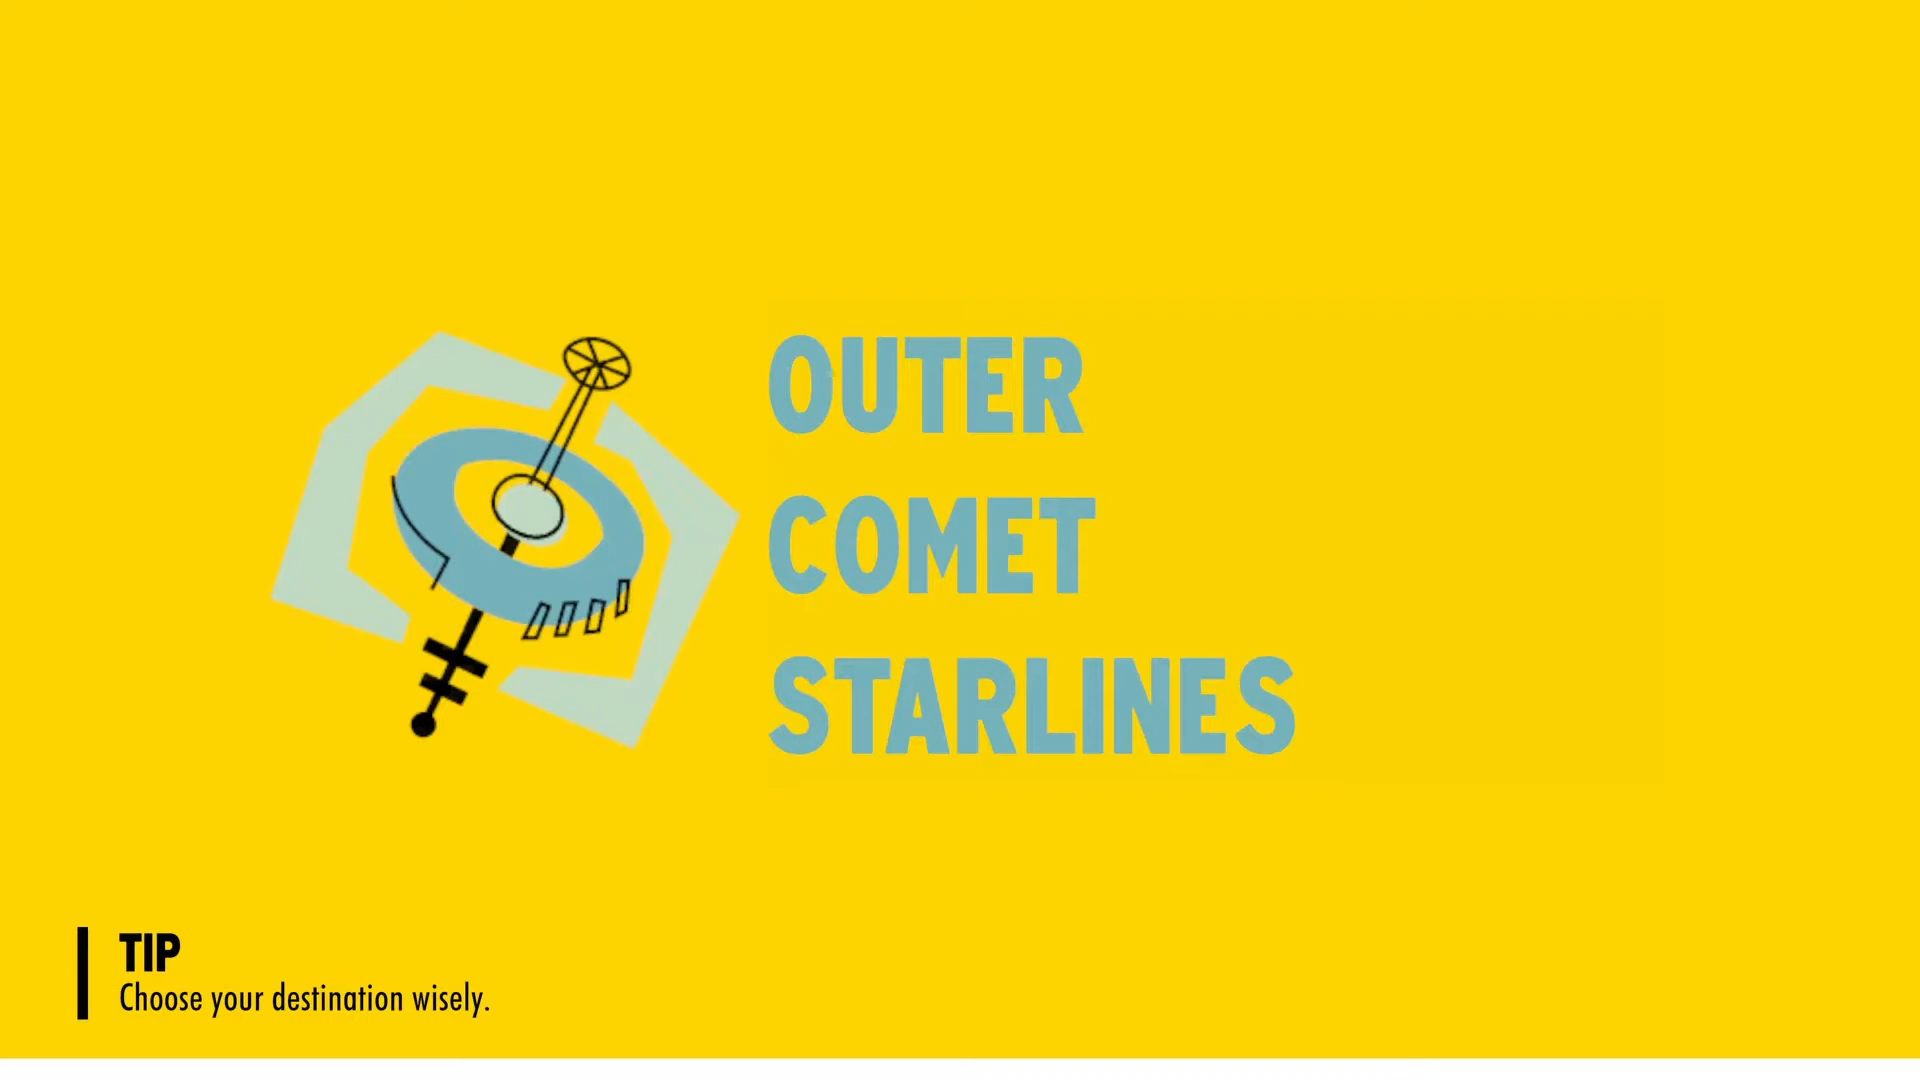 OUTER
COMET
STARLINES
TIP
Choose your destination wisely.